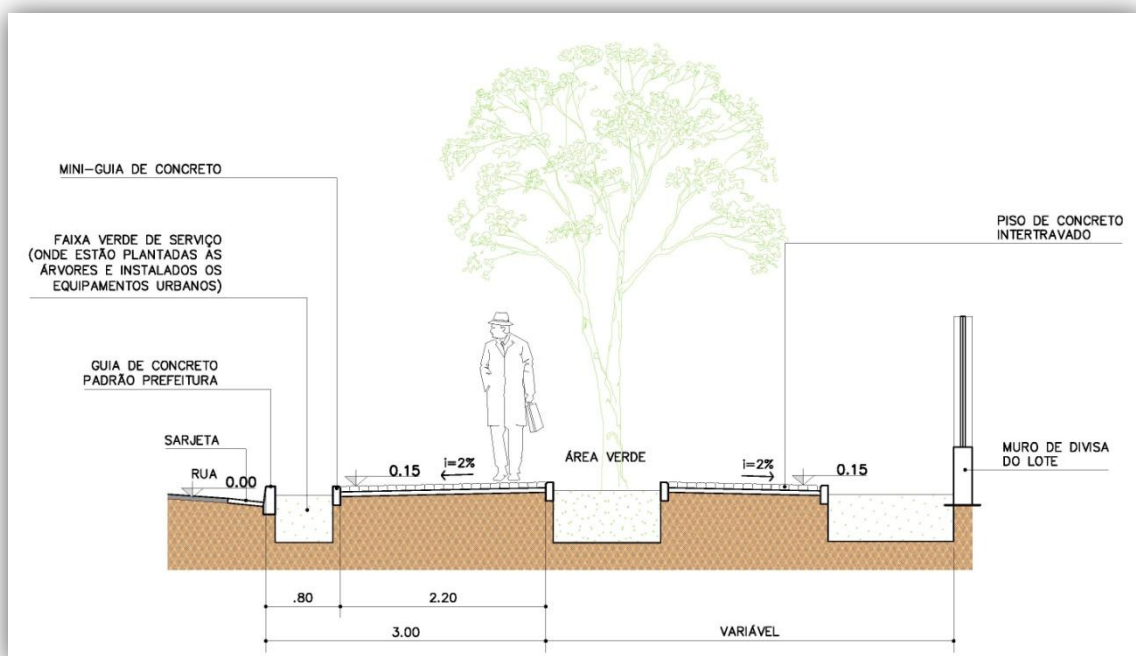 MINI-GUIA DE CONCRETO
FAIXA VERDE DE SERVIÇO
(ONDE ESTÃO PLANTADAS AS
ÁRVORES E INSTALADOS OS
EQUIPAMENTOS URBANOS)
GUIA DE CONCRETO
PADRÃO PREFEITURA
SARJETA
RUA
0.00
0.15
i=2%
ÁREA VERDE
i=2%
0.15
PISO DE CONCRETO
INTERTRAVADO
MURO DE DIVISA
DO LOTE
.80
2.20
3.00
VARIÁVEL